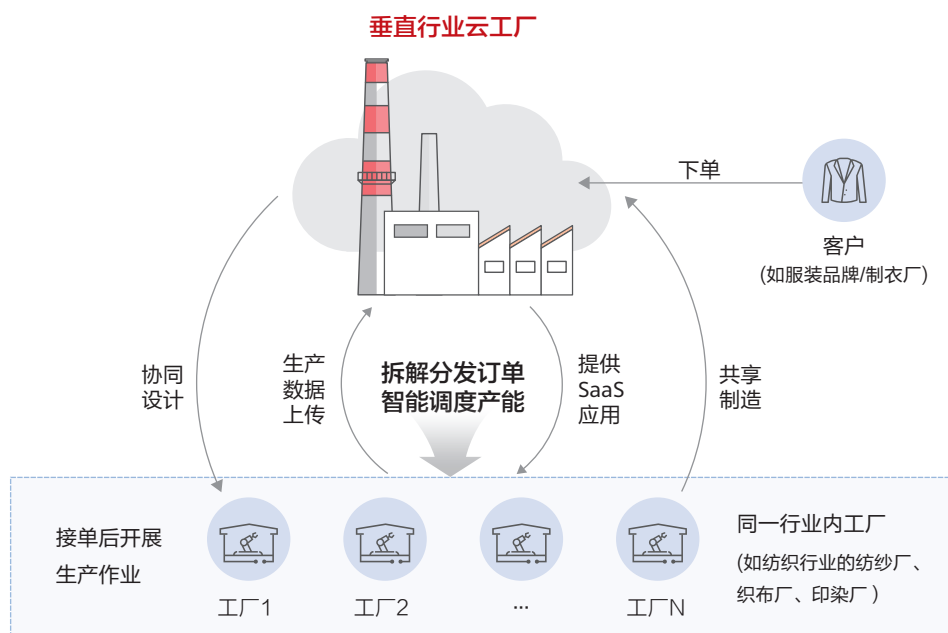 垂直行业云工厂
下单
客户
(如服装品牌/制衣厂)
协同
设计
生产
数据
上传
拆解分发订单
智能调度产能
提供
SaaS
应用
共享
制造
接单后开展
生产作业
工厂1
工厂2
...
工厂N
同一行业内工厂
(如纺织行业的纺纱厂、
织布厂、印染厂）